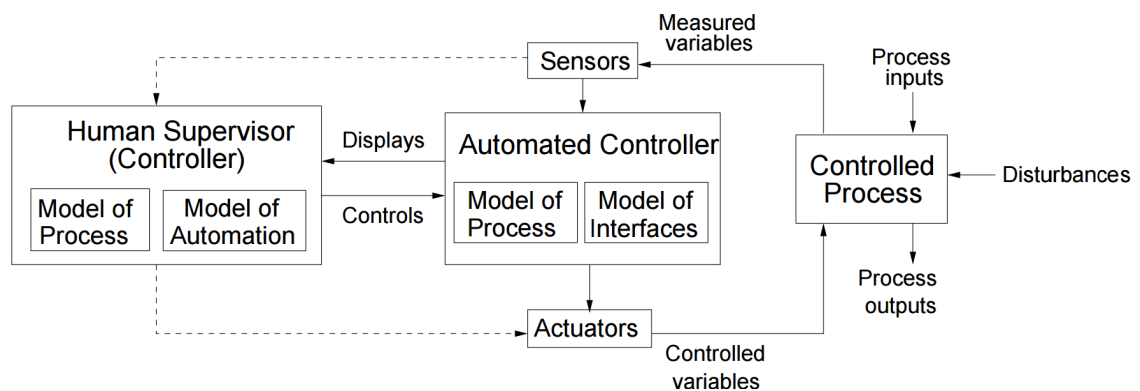 Measured
variables
Sensors
Process
inputs
Human Supervisor
(Controller)
Displays
Automated Controller
Controlled
Process
Disturbances
Model of
Process
Model of
Automation
Controls
Model of
Process
Model of
Interfaces
Process
outputs
Actuators
Controlled
variables